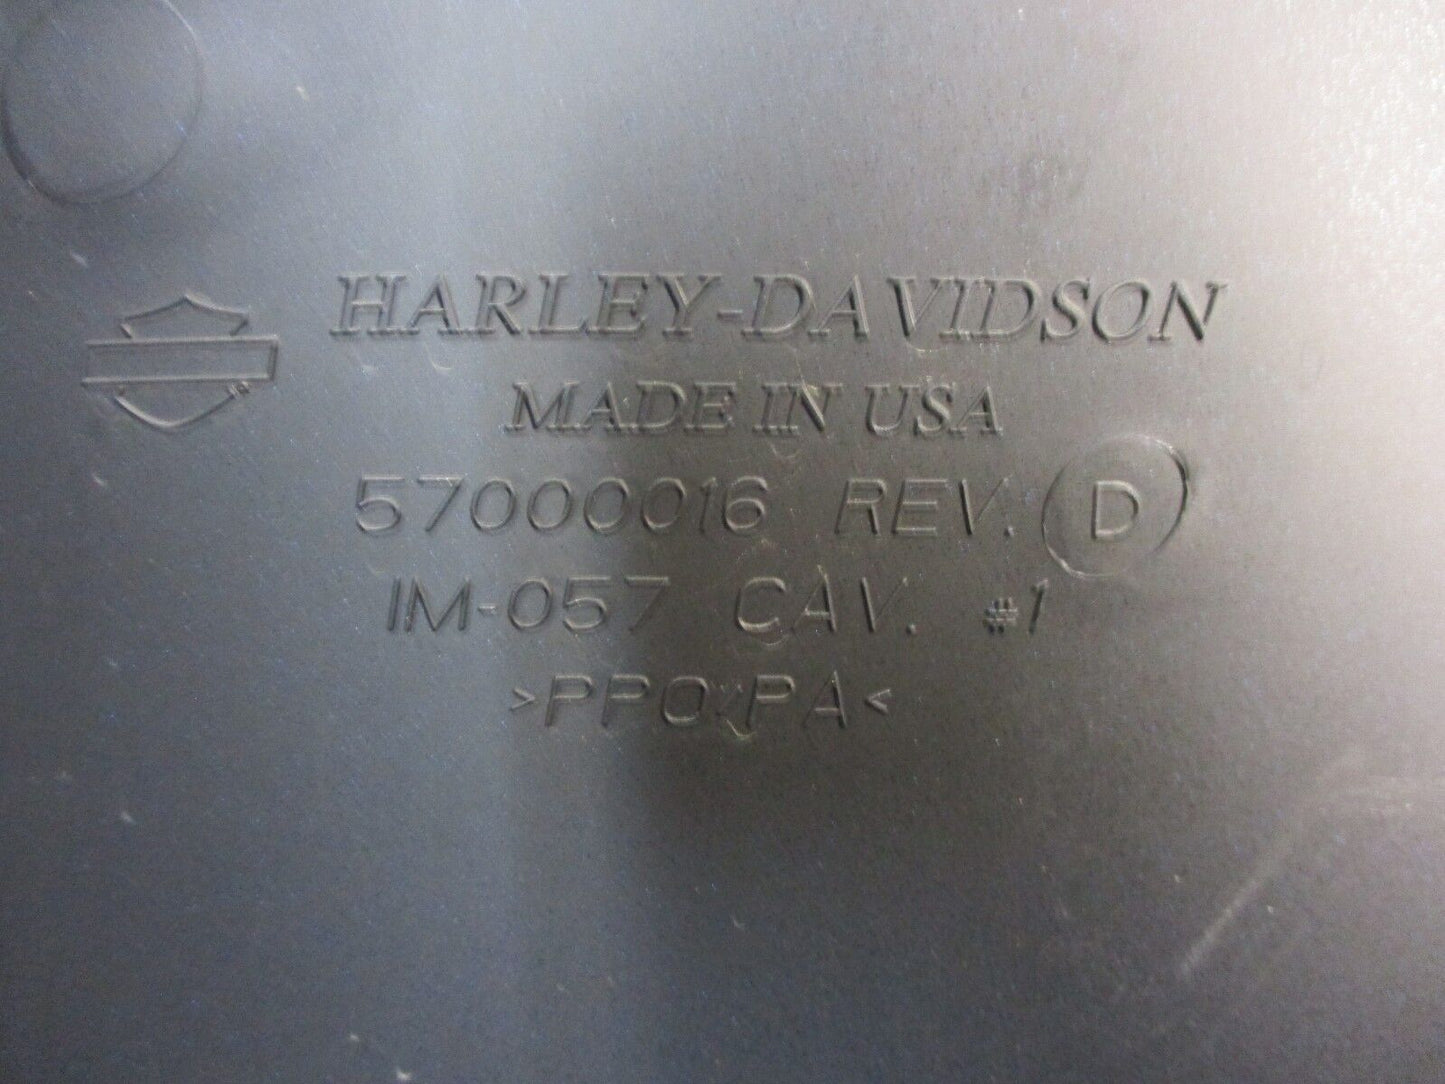 HARLEY-DAVIDSON
MADE IN USA
57000016 REV. D
IM-057 CAV. #1
>PPO/PA<